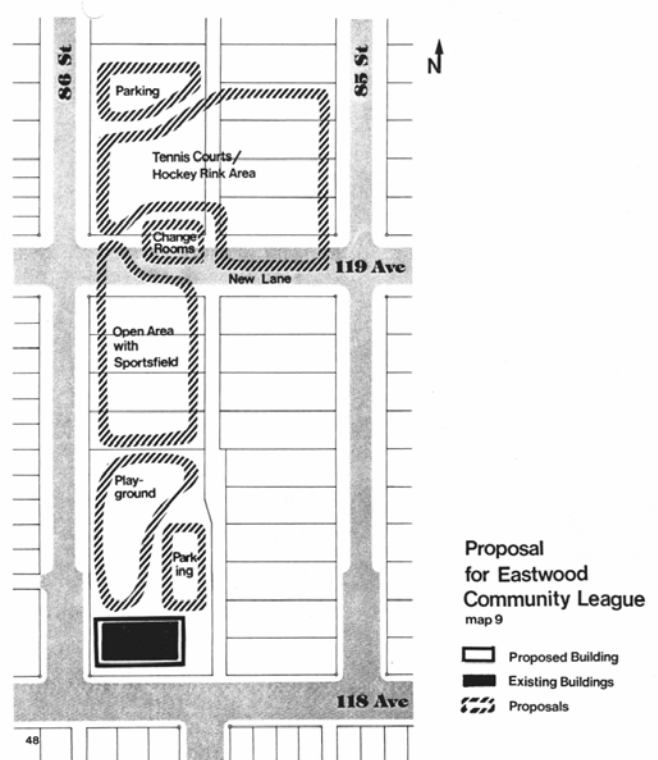 86 St
85 St
N
Parking
Tennis Courts/
Hockey Rink Area
Change
Rooms
119 Ave
New Lane
Open Area
with
Sportsfield
Play-
ground
Park-
ing
Proposal
for Eastwood
Community League
map 9
Proposed Building
Existing Buildings
Proposals
118 Ave
48